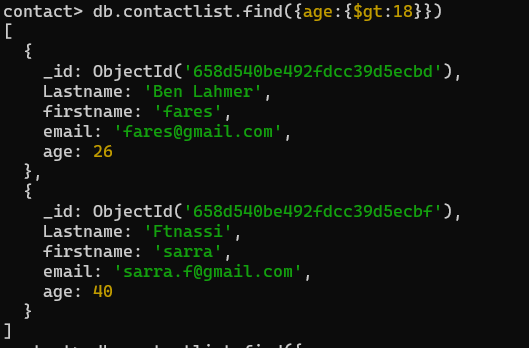 contact> db.contactlist.find({age:{$gt:18}})
[
  {
    _id: ObjectId('658d540be492fdcc39d5ecbd'),
    Lastname: 'Ben Lahmer',
    firstname: 'fares',
    email: 'fares@gmail.com',
    age: 26
  },
  {
    _id: ObjectId('658d540be492fdcc39d5ecbf'),
    Lastname: 'Ftnassi',
    firstname: 'sarra',
    email: 'sarra.f@gmail.com',
    age: 40
  }
]